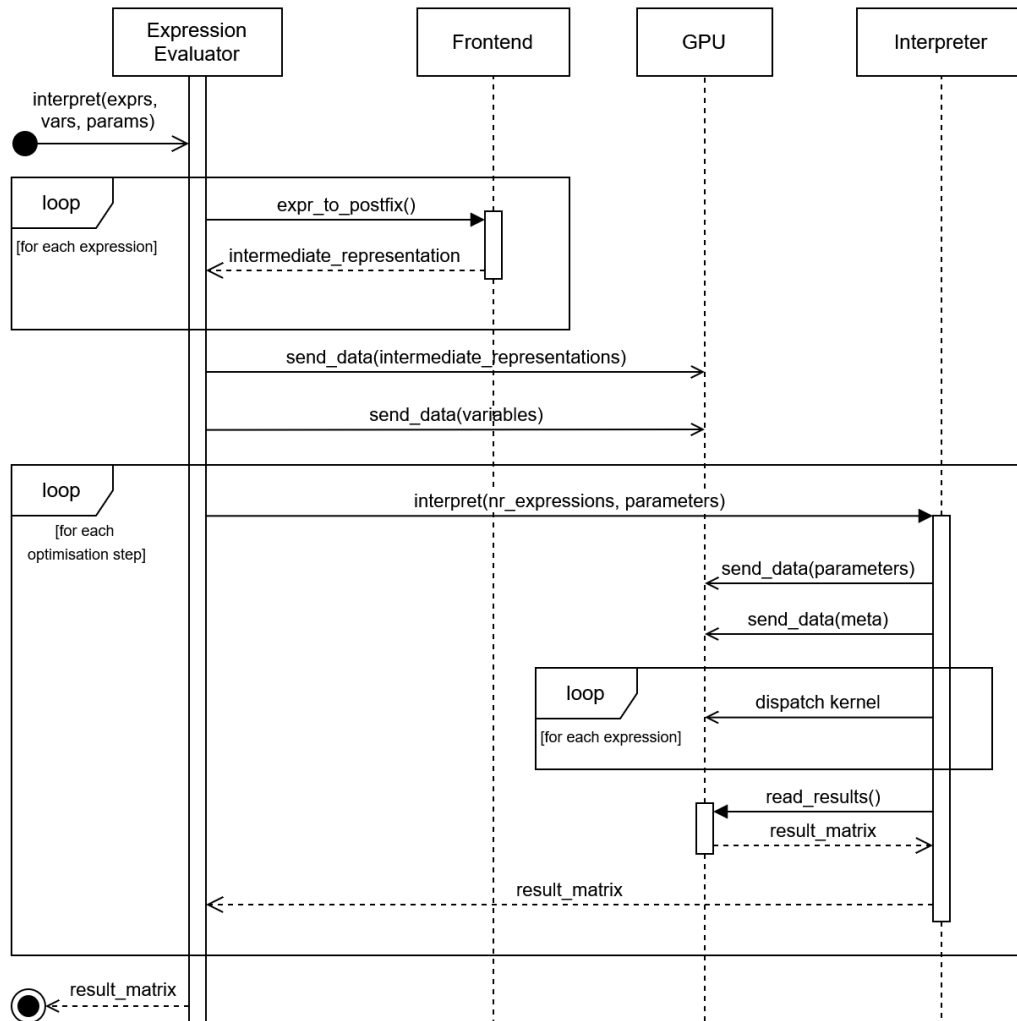 Expression
Evaluator
Frontend
GPU
Interpreter
interpret(exprs,
vars, params)
loop
[for each expression]
expr_to_postfix()
intermediate_representation
send_data(intermediate_representations)
send_data(variables)
loop
[for each
optimisation step]
interpret(nr_expressions, parameters)
send_data(parameters)
send_data(meta)
loop
[for each expression]
dispatch kernel
read_results()
result_matrix
result_matrix
result_matrix